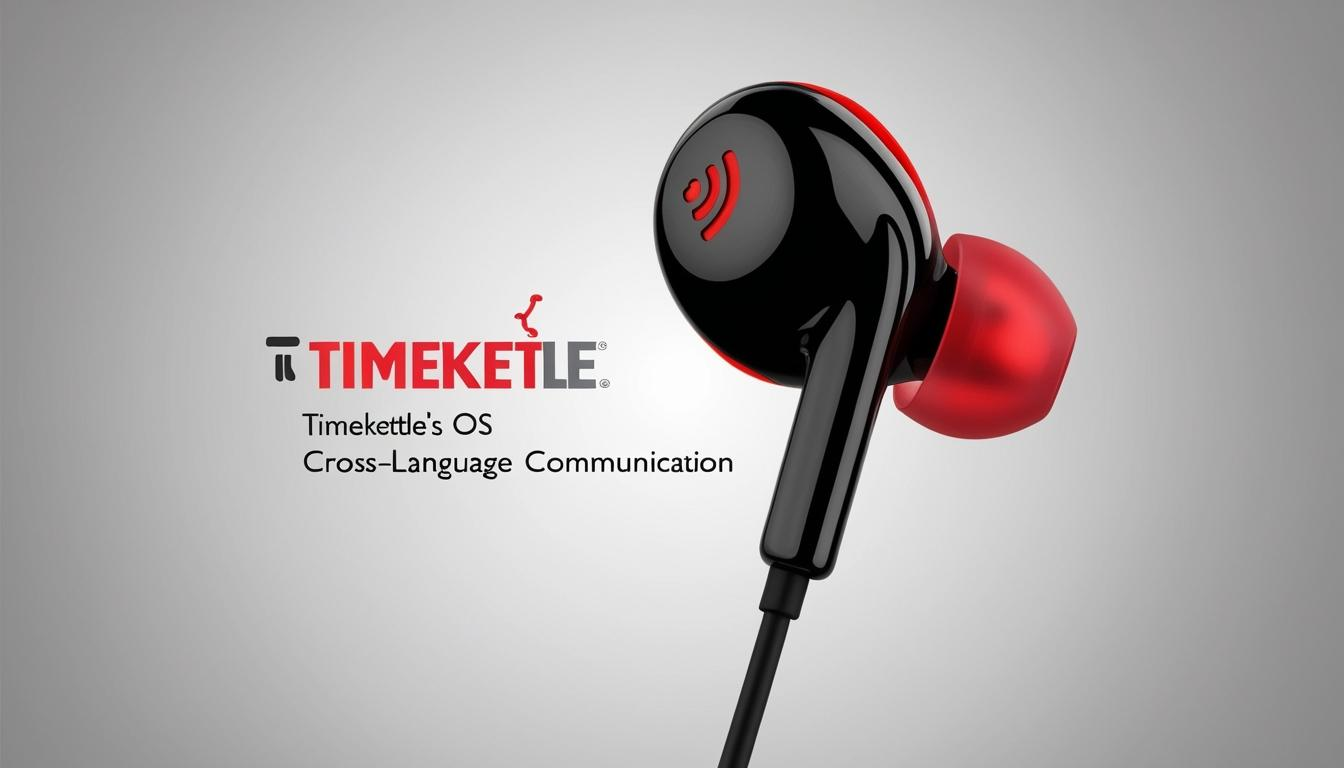 TIMEKETLE
Timekettle's OS
Cross-Language Communication